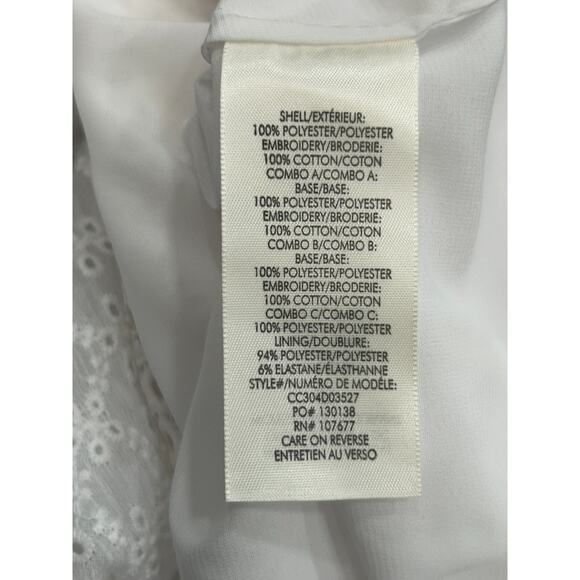 SHELL/EXTÉRIEUR:
100% POLYESTER/POLYESTER
EMBROIDERY/BRODERIE:
100% COTTON/COTON
COMBO A/COMBO A:
BASE/BASE:
100% POLYESTER/POLYESTER
EMBROIDERY/BRODERIE:
100% COTTON/COTON
COMBO B/COMBO B:
BASE/BASE:
100% POLYESTER/POLYESTER
EMBROIDERY/BRODERIE:
100% COTTON/COTON
COMBO C/COMBO C:
100% POLYESTER/POLYESTER
LINING/DOUBLURE:
94% POLYESTER/POLYESTER
6% ELASTANE/ÉLASTHANNE
STYLE#/NUMÉRO DE MODÈLE:
CC304D03527
PO# 130138
RN# 107677
CARE ON REVERSE
ENTRETIEN AU VERSO